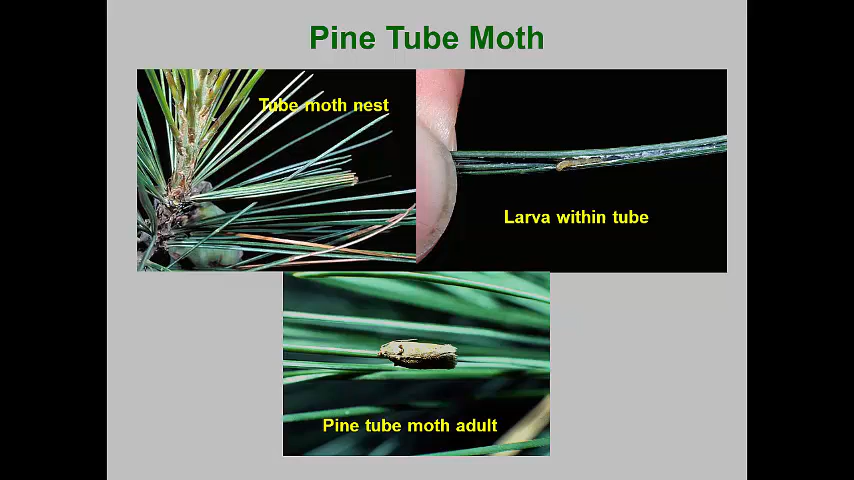 Pine Tube Moth
Tube moth nest
Larva within tube
Pine tube moth adult